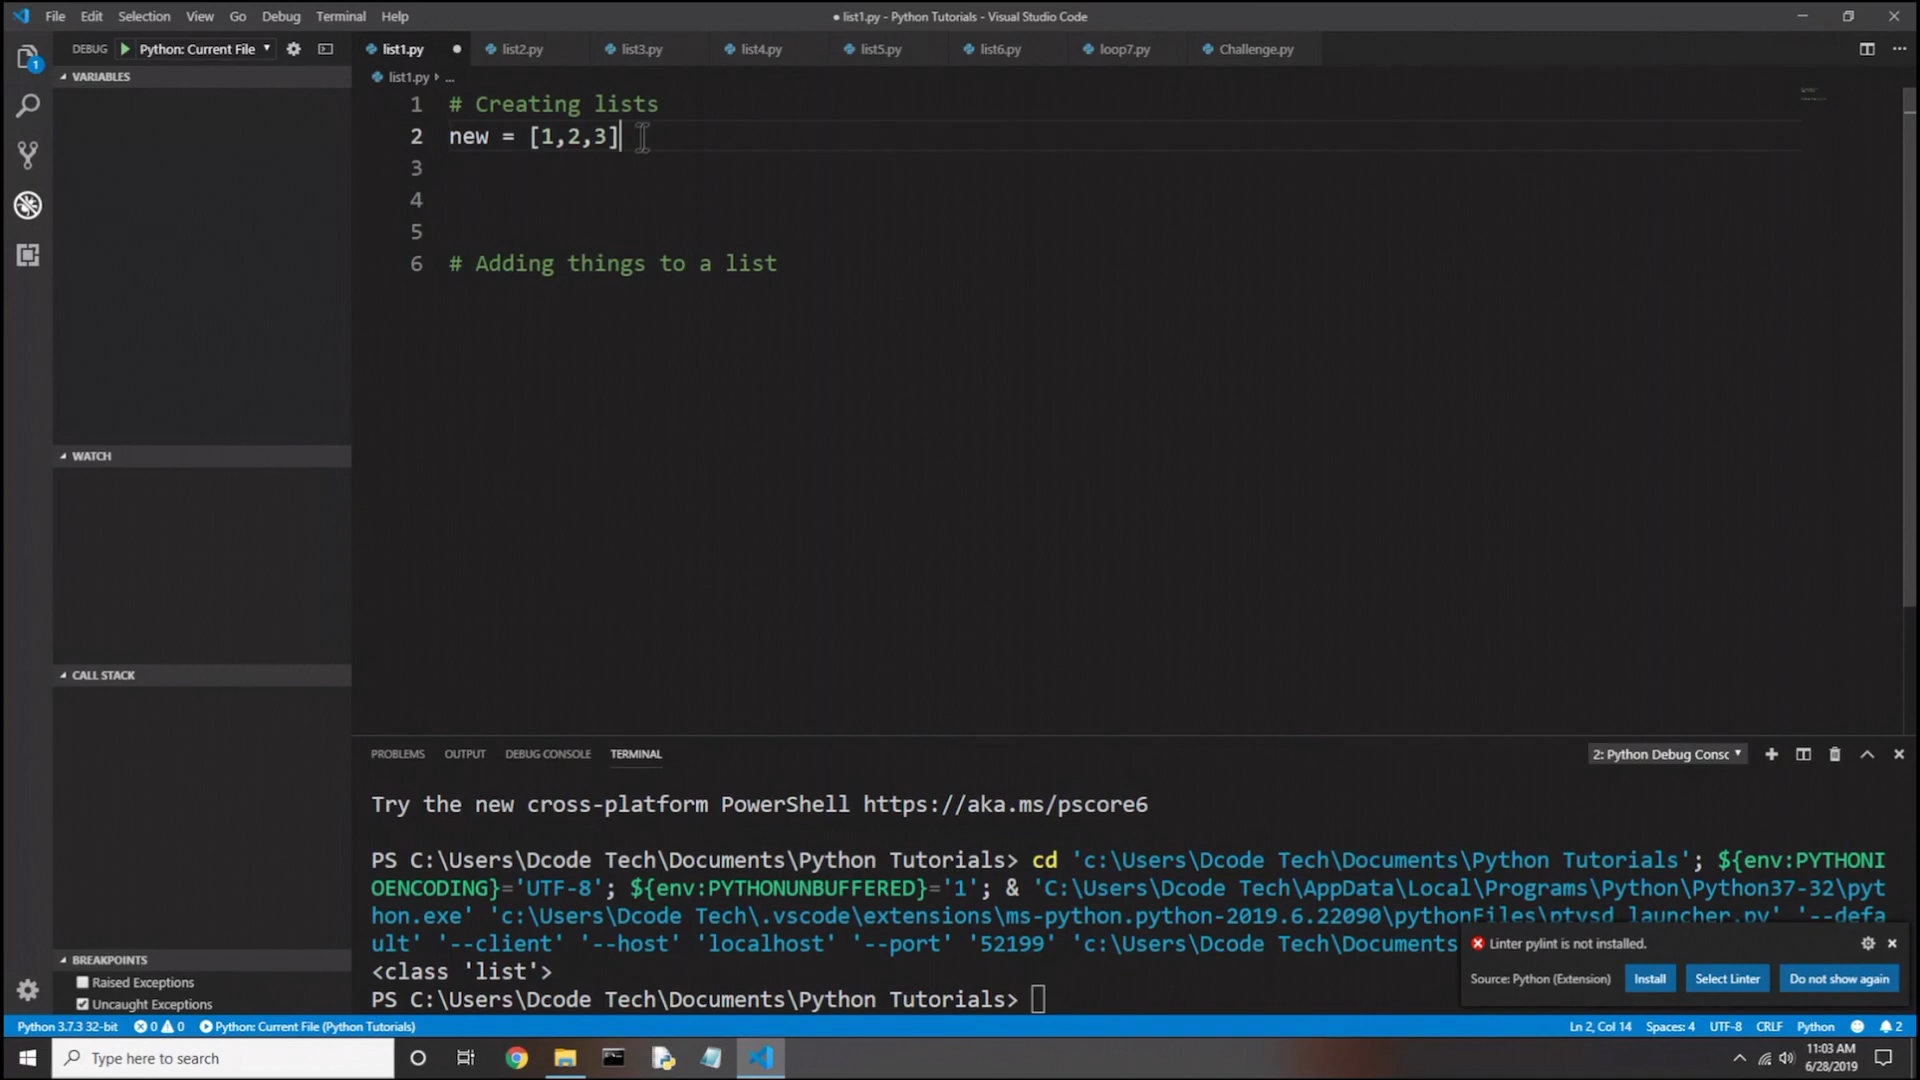 File Edit Selection View Go Debug Terminal Help
● list1.py - Python Tutorials - Visual Studio Code
DEBUG Python: Current File
list1.py ● list2.py list3.py list4.py list5.py list6.py loop7.py Challenge.py
1
VARIABLES
list1.py › ...
1 # Creating lists
2 new = [1,2,3]
3
4
5
6 # Adding things to a list
WATCH
CALL STACK
BREAKPOINTS
Raised Exceptions
Uncaught Exceptions
PROBLEMS OUTPUT DEBUG CONSOLE TERMINAL
2: Python Debug Consc
Try the new cross-platform PowerShell https://aka.ms/pscore6
PS C:\Users\Dcode Tech\Documents\Python Tutorials> cd 'c:\Users\Dcode Tech\Documents\Python Tutorials'; ${env:PYTHONI
OENCODING}='UTF-8'; ${env:PYTHONUNBUFFERED}='1'; & 'C:\Users\Dcode Tech\AppData\Local\Programs\Python\Python37-32\pyt
hon.exe' 'c:\Users\Dcode Tech\.vscode\extensions\ms-python.python-2019.6.22090\pythonFiles\ptvsd_launcher.py' '--defa
ult' '--client' '--host' 'localhost' '--port' '52199' 'c:\Users\Dcode Tech\Documents
<class 'list'>
PS C:\Users\Dcode Tech\Documents\Python Tutorials>
Linter pylint is not installed.
Source: Python (Extension) Install Select Linter Do not show again
Python 3.7.3 32-bit 0 0 Python: Current File (Python Tutorials)
Ln 2, Col 14 Spaces: 4 UTF-8 CRLF Python 2
Type here to search
11:03 AM
6/28/2019